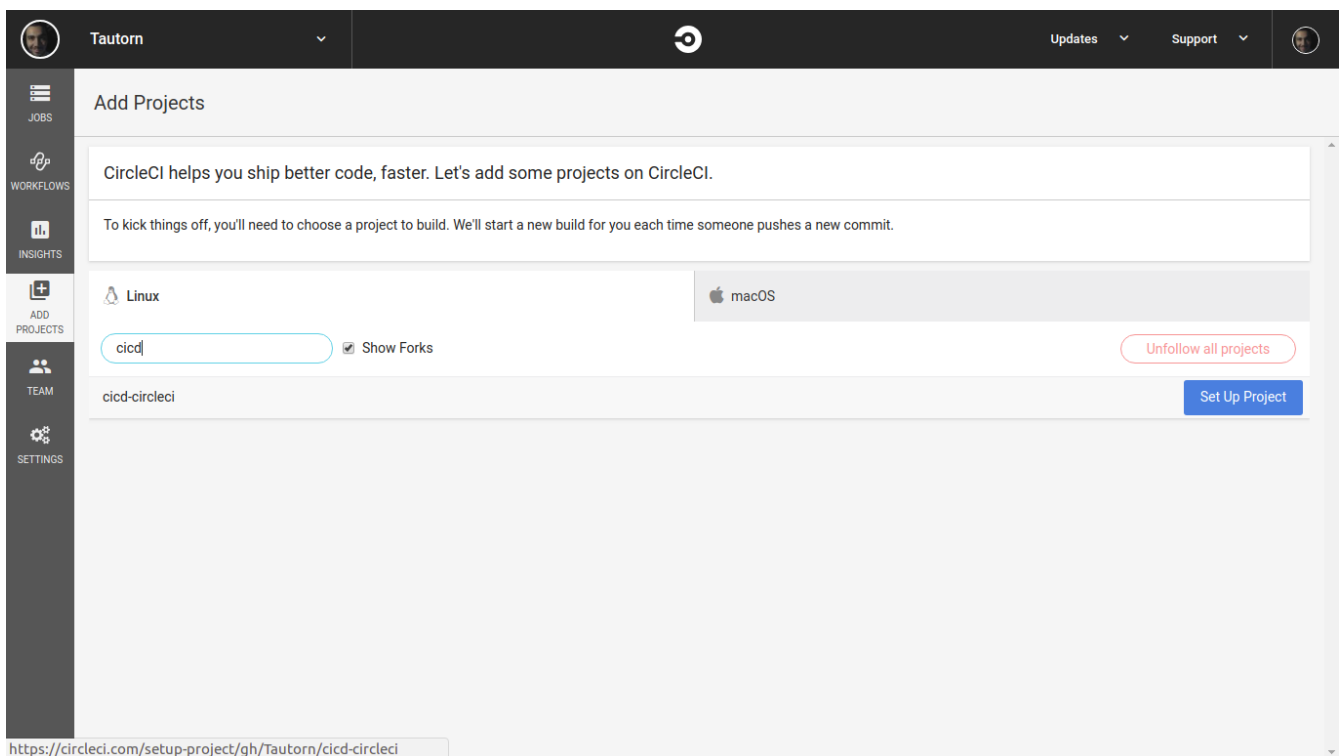 Tautorn
Updates
Support
JOBS
WORKFLOWS
INSIGHTS
ADD
PROJECTS
TEAM
SETTINGS
Add Projects
CircleCI helps you ship better code, faster. Let's add some projects on CircleCI.
To kick things off, you'll need to choose a project to build. We'll start a new build for you each time someone pushes a new commit.
Linux
macOS
cicd
Show Forks
Unfollow all projects
cicd-circleci
Set Up Project
https://circleci.com/setup-project/gh/Tautorn/cicd-circleci